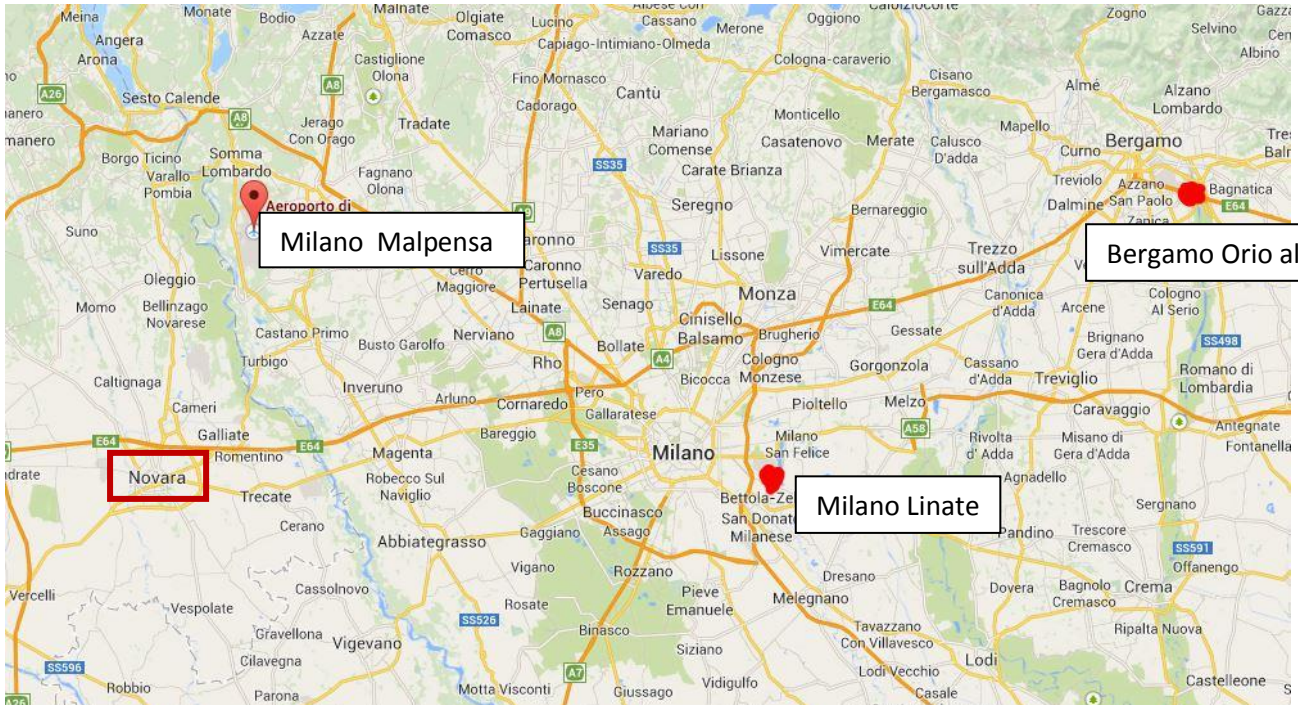 Meina
Monate
Bodio
Malnate
Olgiate
Comasco
Lucino
Cassano
Merone
Oggiono
Zogno
Selvino
Angera
Arona
Azzate
Capiago-Intimiano-Olmeda
Castiglione
Olona
Cologna-caraverio
Albino
A26
Sesto Calende
A8
A8
Fino Mornasco
Cantù
Cisano
Bergamasco
Almé
Alzano
Lombardo
Jerago
Con Orago
Tradate
Cadorago
Monticello
Mapello
Mariano
Comense
Casatenovo
Merate
Calusco
D'adda
Curno
Bergamo
Borgo Ticino
Varallo
Pombia
Somma
Lombardo
Fagnano
Olona
SS35
Carate Brianza
Treviolo
Azzano
San Paolo
Bagnatica
Aeroporto di
Seregno
Bernareggio
Dalmine
E64
Zanica
Suno
Milano Malpensa
A9
SS35
Lissone
Vimercate
Trezzo
sull'Adda
Bergamo Orio al
Oleggio
Cerro
Maggiore
Caronno
Pertusella
Varedo
Momo
Bellinzago
Novarese
Lainate
Senago
Monza
E64
Canonica
d'Adda
Arcene
Cologno
Al Serio
Castano Primo
Busto Garolfo
Nerviano
A8
Bollate
Cinisello
Balsamo
Brugherio
Gessate
Brignano
Gera d'Adda
SS498
Turbigo
Rho
A4
Bicocca
Cologno
Monzese
Gorgonzola
Cassano
d'Adda
Treviglio
Romano di
Lombardia
Caltignaga
Inveruno
Arluno
Cornaredo
Pero
Gallaratese
Pioltello
Melzo
Caravaggio
Cameri
Galliate
Bareggio
E35
Milano
Milano
San Felice
A58
Rivolta
d' Adda
Misano di
Gera d'Adda
Antegnate
Fontanella
E64
Romentino
E64
Magenta
Novara
Trecate
Robecco Sul
Naviglio
Cesano
Boscone
Agnadello
Milano Linate
Buccinasco
San Donato
Milanese
Sergnano
Cerano
Abbiategrasso
Gaggiano
Assago
Pandino
Trescore
Cremasco
SS591
Offanengo
Vigano
Rozzano
Dresano
Vercelli
Vespolate
Cassolnovo
Rosate
Pieve
Emanuele
Melegnano
Dovera
Bagnolo
Cremasco
Crema
SS526
Gravellona
Vigevano
Binasco
Tavazzano
Con Villavesco
Ripalta Nuova
Cilavegna
Siziano
Lodi
SS596
Robbio
A7
Lodi Vecchio
Castelleone
A26
Parona
Motta Visconti
Giussago
Vidigulfo
Casale